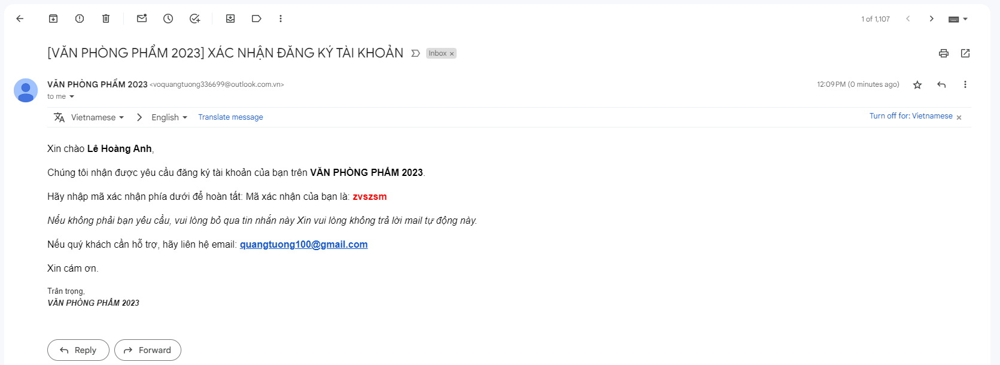 1 of 1,107
[VĂN PHÒNG PHẨM 2023] XÁC NHẬN ĐĂNG KÝ TÀI KHOẢN Inbox ×
VĂN PHÒNG PHẨM 2023 <voquangtuong336699@outlook.com.vn> 12:09 PM (0 minutes ago)
to me
Vietnamese English Translate message Turn off for: Vietnamese ×
Xin chào Lê Hoàng Anh,
Chúng tôi nhận được yêu cầu đăng ký tài khoản của bạn trên VĂN PHÒNG PHẨM 2023.
Hãy nhập mã xác nhận phía dưới để hoàn tất: Mã xác nhận của bạn là: zvszsm
Nếu không phải bạn yêu cầu, vui lòng bỏ qua tin nhắn này Xin vui lòng không trả lời mail tự động này.
Nếu quý khách cần hỗ trợ, hãy liên hệ email: quangtuong100@gmail.com
Xin cám ơn.
Trân trọng,
VĂN PHÒNG PHẨM 2023
Reply Forward